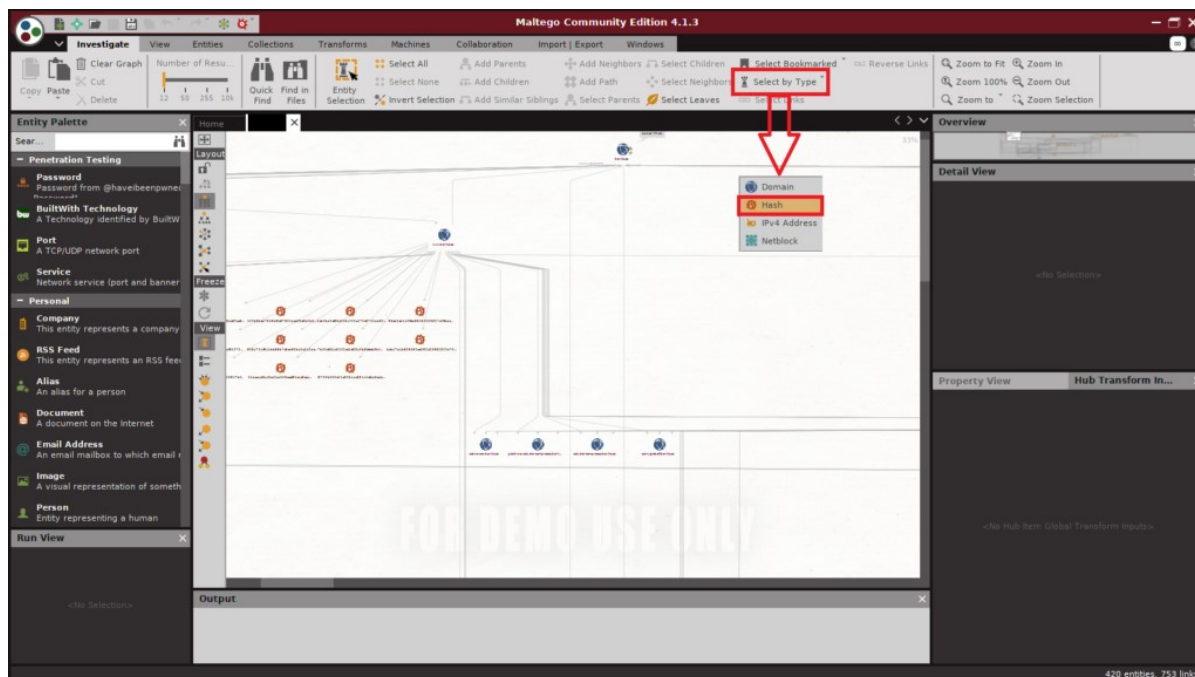 Maltego Community Edition 4.1.3
Investigate View Entities Collections Transforms Machines Collaboration Import | Export Windows
Copy Paste
Clear Graph
Cut
Delete
Number of Resu...
12 50 255 10k
Quick Find
Find in Files
Entity Selection
Select All
Select None
Invert Selection
Add Parents
Add Children
Add Similar Siblings
Add Neighbors
Add Path
Select Parents
Select Children
Select Neighbors
Select Leaves
Select Bookmarked
Select by Type
Select Links
Reverse Links
Zoom to Fit Zoom In
Zoom 100% Zoom Out
Zoom to Zoom Selection
Entity Palette
Sear...
Penetration Testing
Password
Password from @haveibeenpwned
BuiltWith Technology
A Technology identified by BuiltW
Port
A TCP/UDP network port
Service
Network service (port and banner
Personal
Company
This entity represents a company
RSS Feed
This entity represents an RSS fee
Alias
An alias for a person
Document
A document on the Internet
Email Address
An email mailbox to which email
Image
A visual representation of someth
Person
Entity representing a human
Run View
<No Selection>
Home
Layout
Freeze
View
33%
Domain
Hash
IPv4 Address
Netblock
FOR DEMO USE ONLY
Output
Overview
Detail View
<No Selection>
Property View Hub Transform In...
<No Hub Item Global Transform Inputs>
420 entities, 753 link